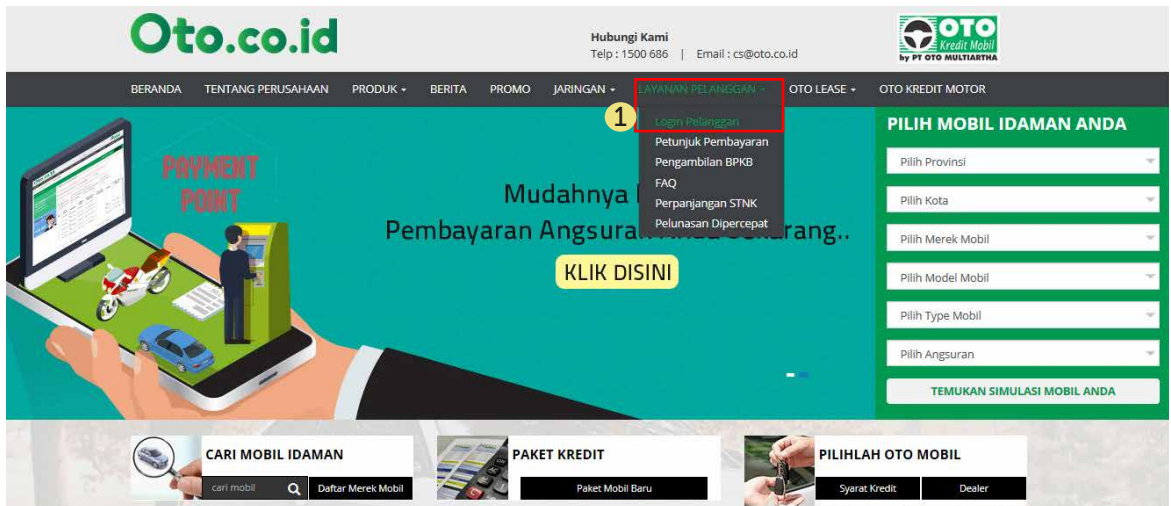 Oto.co.id
Hubungi Kami
Telp : 1500 686 | Email : cs@oto.co.id
OTO
Kredit Mobil
by PT OTO MULTIARTHA
BERANDA TENTANG PERUSAHAAN PRODUK BERITA PROMO JARINGAN LAYANAN PELANGGAN OTO LEASE OTO KREDIT MOTOR
1
Login Pelanggan
Petunjuk Pembayaran
Pengambilan BPKB
FAQ
Perpanjangan STNK
Pelunasan Dipercepat
PAYMENT
POINT
Mudahnya
Pembayaran
KLIK DISINI
PILIH MOBIL IDAMAN ANDA
Pilih Provinsi
Pilih Kota
Pilih Merek Mobil
Pilih Model Mobil
Pilih Type Mobil
Pilih Angsuran
TEMUKAN SIMULASI MOBIL ANDA
CARI MOBIL IDAMAN
cari mobil Daftar Merek Mobil
PAKET KREDIT
Paket Mobil Baru
PILIHLAH OTO MOBIL
Syarat Kredit Dealer